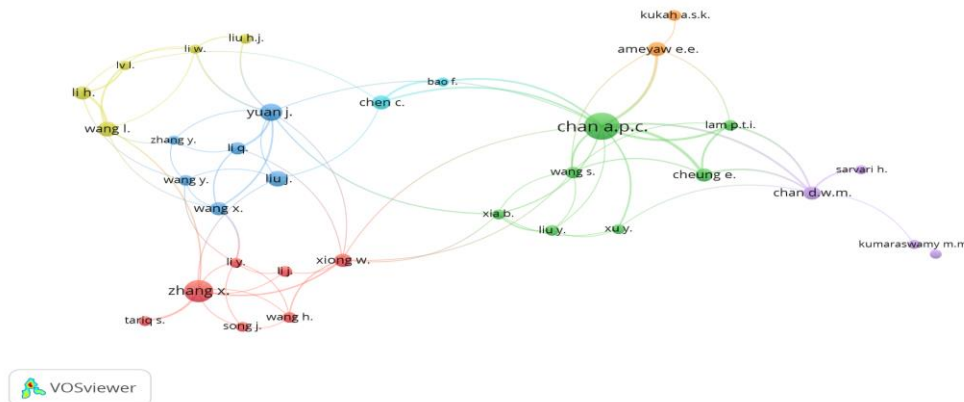 kukah a.s.k.
ameyaw e.e.
liu h.j.
li w.
lv l.
li h.
bao f.
chen c.
yuan j.
wang l.
chan a.p.c.
lam p.t.i.
zhang y.
li q.
sarvari h.
wang s.
cheung e.
wang y.
liu j.
chan d.w.m.
wang x.
xia b.
liu y.
xu y.
kumaraswamy m.m
li y.
xiong w.
li j.
zhang x.
tariq s.
song j.
wang h.
VOSviewer